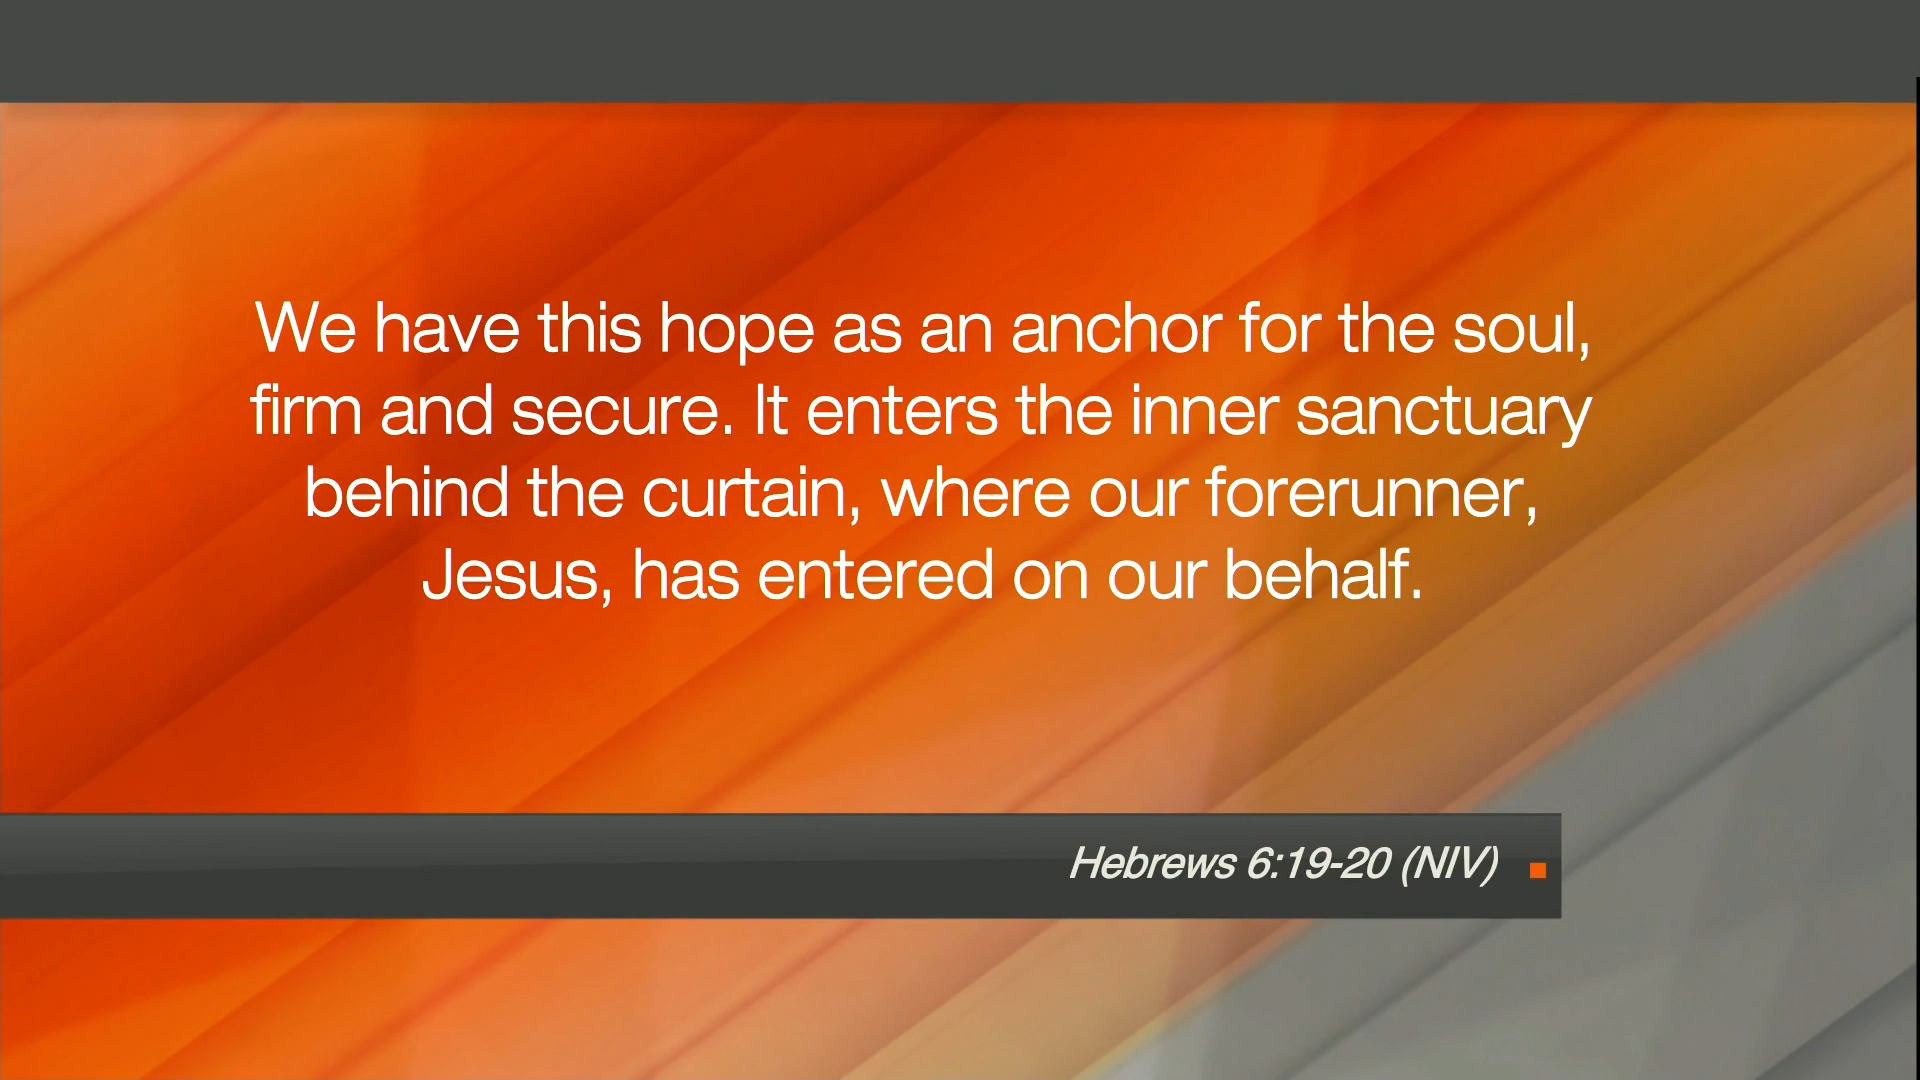 We have this hope as an anchor for the soul,
firm and secure. It enters the inner sanctuary
behind the curtain, where our forerunner,
Jesus, has entered on our behalf.
Hebrews 6:19-20 (NIV)